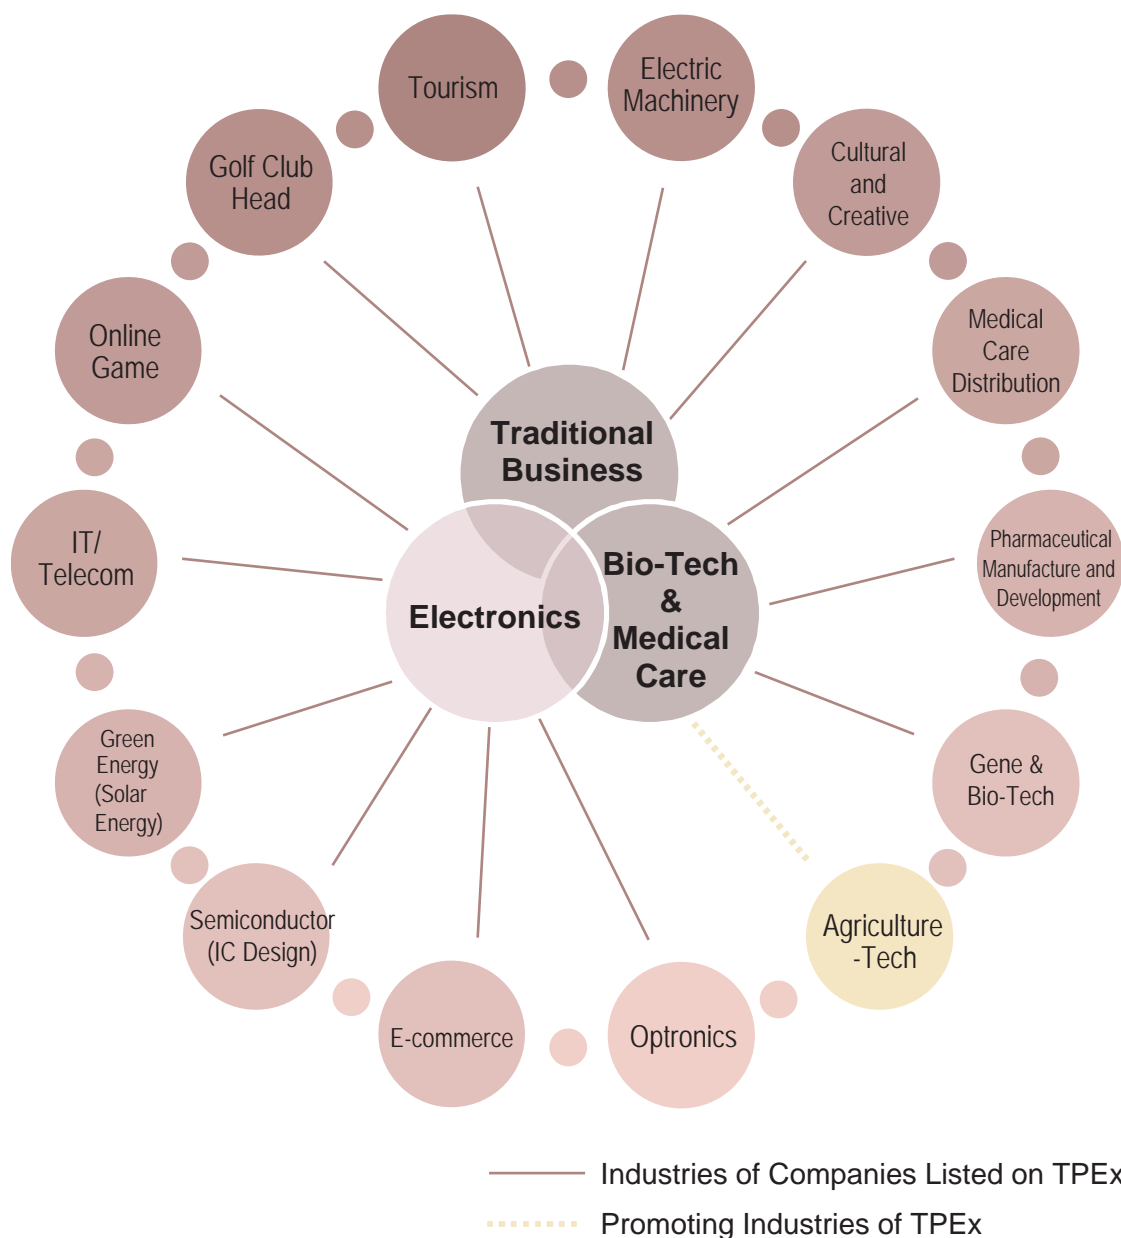 Tourism
Electric
Machinery
Golf Club
Head
Cultural
and
Creative
Online
Game
Medical
Care
Distribution
Traditional
Business
IT/
Telecom
Pharmaceutical
Manufacture and
Development
Electronics
Bio-Tech
&
Medical
Care
Green
Energy
(Solar
Energy)
Gene &
Bio-Tech
Semiconductor
(IC Design)
Agriculture
-Tech
E-commerce
Optronics
Industries of Companies Listed on TPEx
Promoting Industries of TPEx